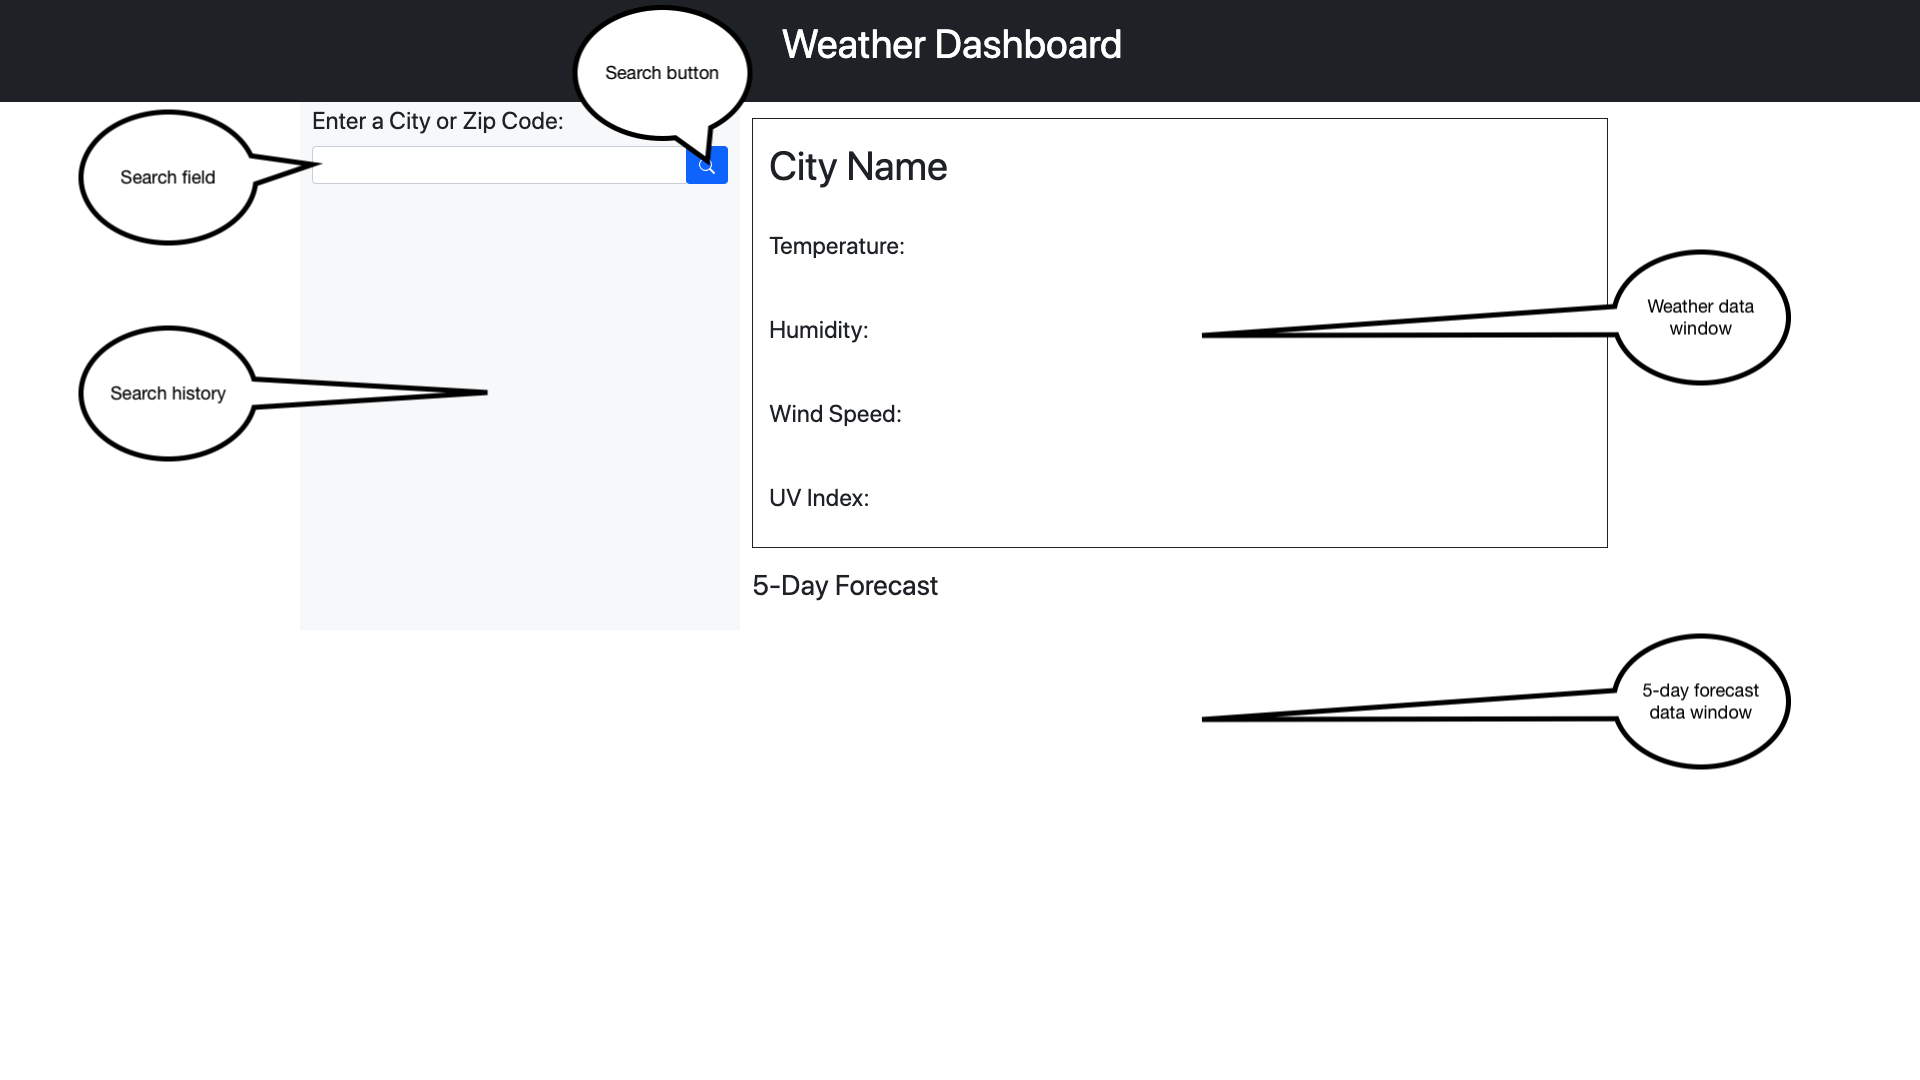 Weather Dashboard
Search button
Enter a City or Zip Code:
Search field
City Name
Temperature:
Humidity:
Weather data
window
Search history
Wind Speed:
UV Index:
5-Day Forecast
5-day forecast
data window